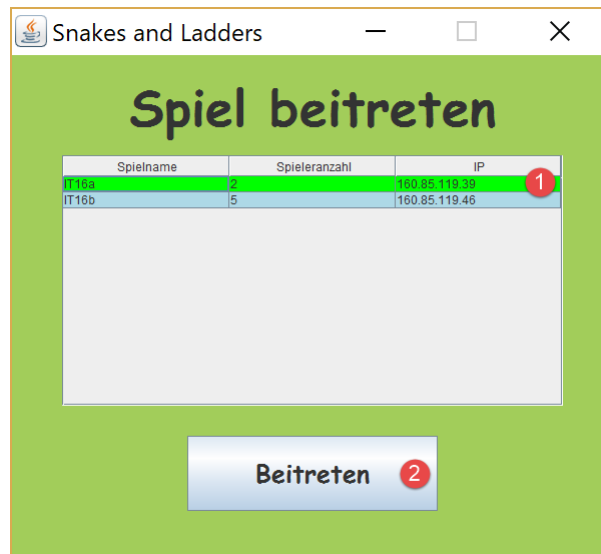 Snakes and Ladders
Spiel beitreten
Spielname Spieleranzahl IP
IT16a 2 160.85.119.39 1
IT16b 5 160.85.119.46
Beitreten 2